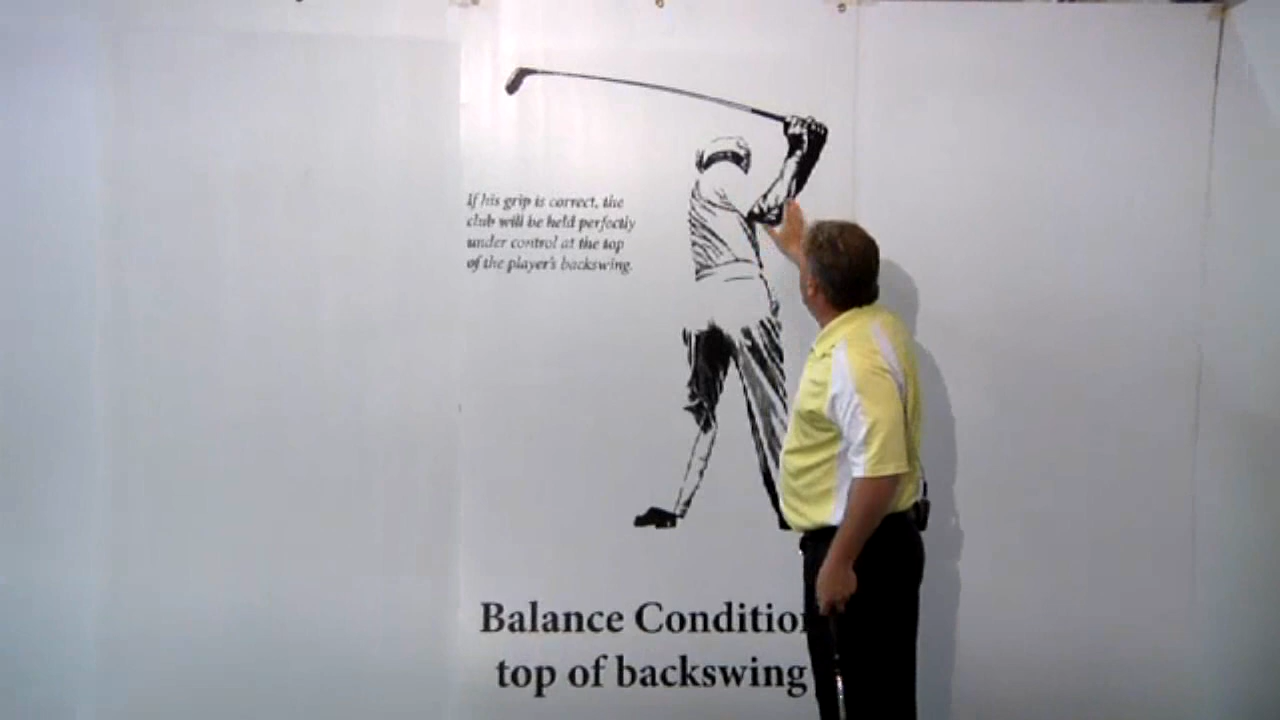 If his grip is correct, the
club will be held perfectly
under control at the top
of the player's backswing.
Balance Condition
top of backswing